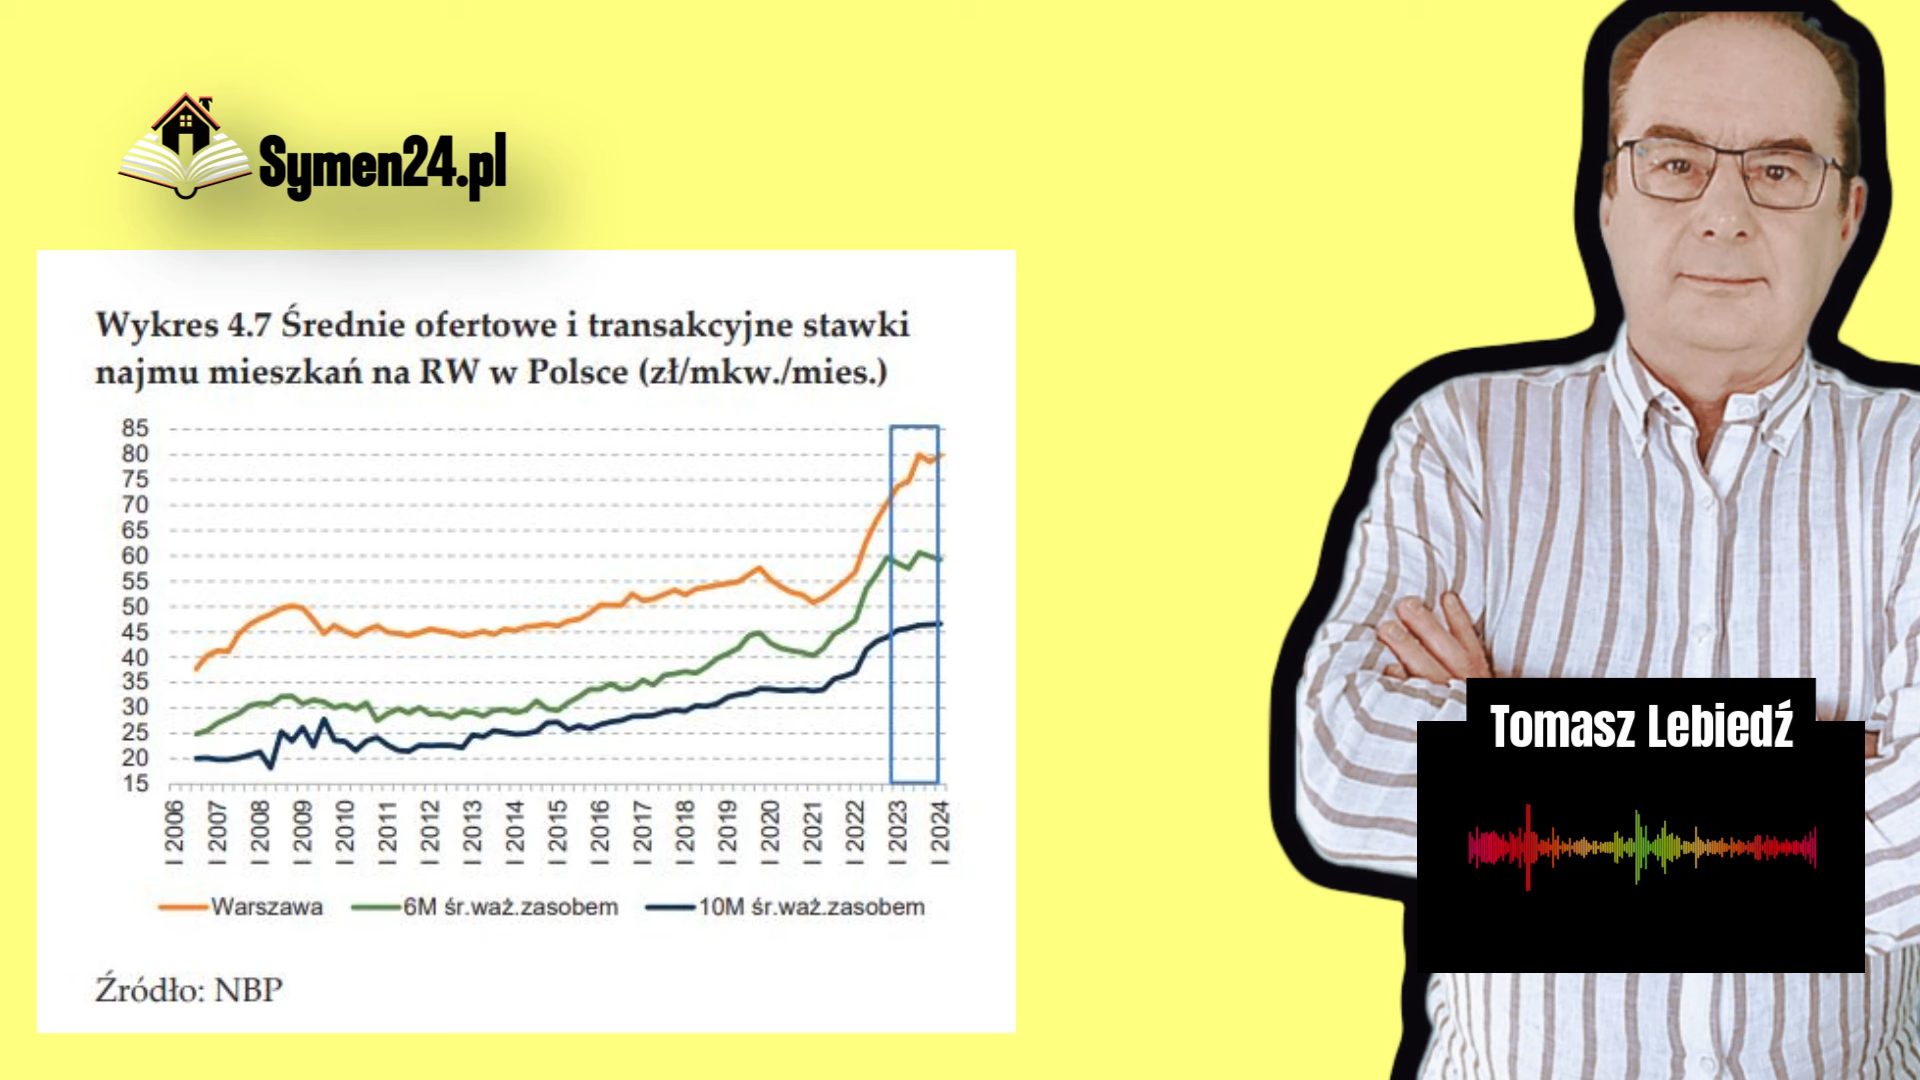 Symen24.pl
Wykres 4.7 Średnie ofertowe i transakcyjne stawki
najmu mieszkań na RW w Polsce (zł/mkw./mies.)
85
80
75
70
65
60
55
50
45
40
35
30
25
20
15
I 2006
I 2007
I 2008
I 2009
I 2010
I 2011
I 2012
I 2013
I 2014
I 2015
I 2016
I 2017
I 2018
I 2019
I 2020
I 2021
I 2022
I 2023
I 2024
Warszawa 6M śr.waż.zasobem 10M śr.waż.zasobem
Źródło: NBP
Tomasz Lebiedź